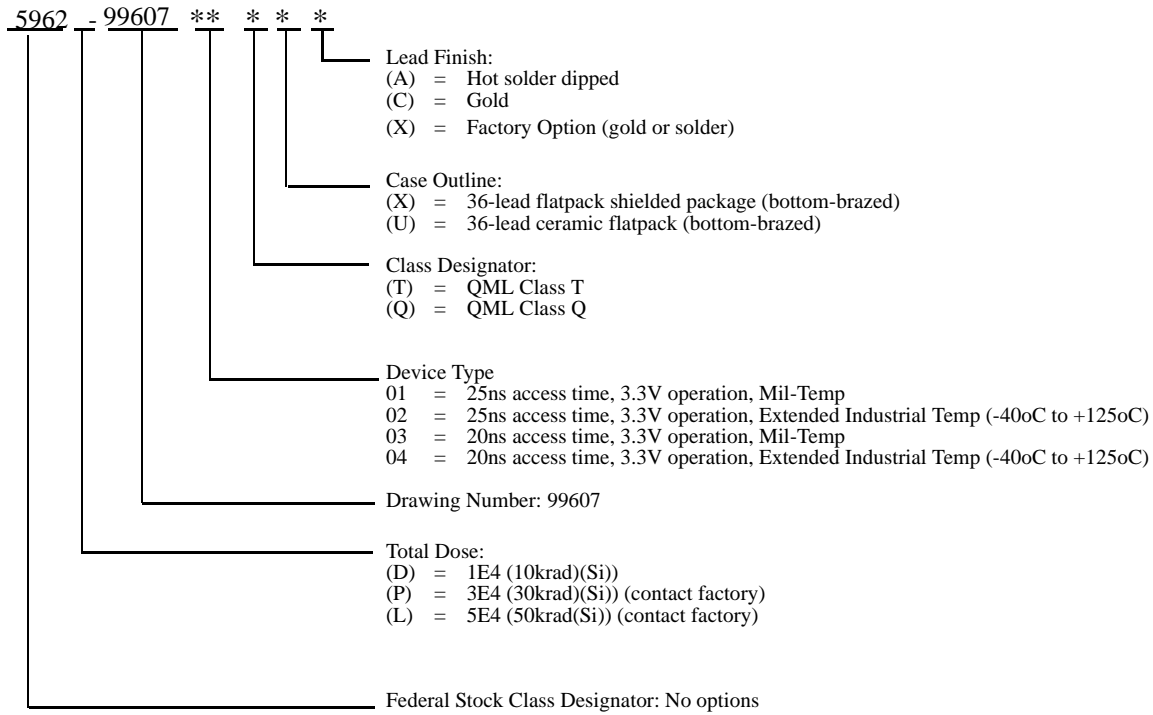 5962 - 99607 ** * * *
Lead Finish:
(A) = Hot solder dipped
(C) = Gold
(X) = Factory Option (gold or solder)
Case Outline:
(X) = 36-lead flatpack shielded package (bottom-brazed)
(U) = 36-lead ceramic flatpack (bottom-brazed)
Class Designator:
(T) = QML Class T
(Q) = QML Class Q
Device Type
01 = 25ns access time, 3.3V operation, Mil-Temp
02 = 25ns access time, 3.3V operation, Extended Industrial Temp (-40oC to +125oC)
03 = 20ns access time, 3.3V operation, Mil-Temp
04 = 20ns access time, 3.3V operation, Extended Industrial Temp (-40oC to +125oC)
Drawing Number: 99607
Total Dose:
(D) = 1E4 (10krad)(Si))
(P) = 3E4 (30krad)(Si)) (contact factory)
(L) = 5E4 (50krad(Si)) (contact factory)
Federal Stock Class Designator: No options